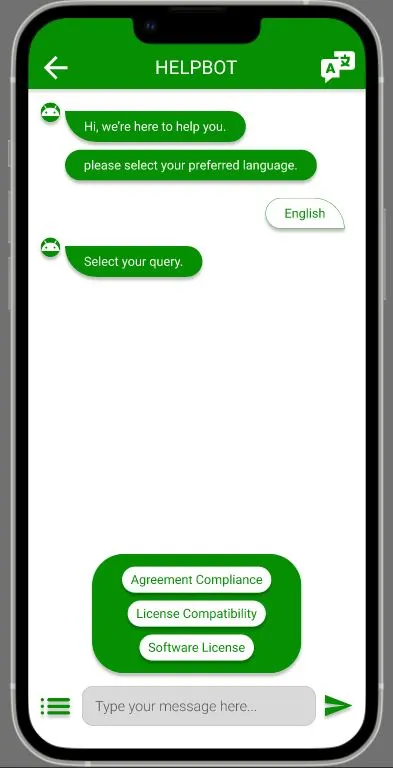 HELPBOT
A 文
Hi, we're here to help you.
please select your preferred language.
English
Select your query.
Agreement Compliance
License Compatibility
Software License
Type your message here...